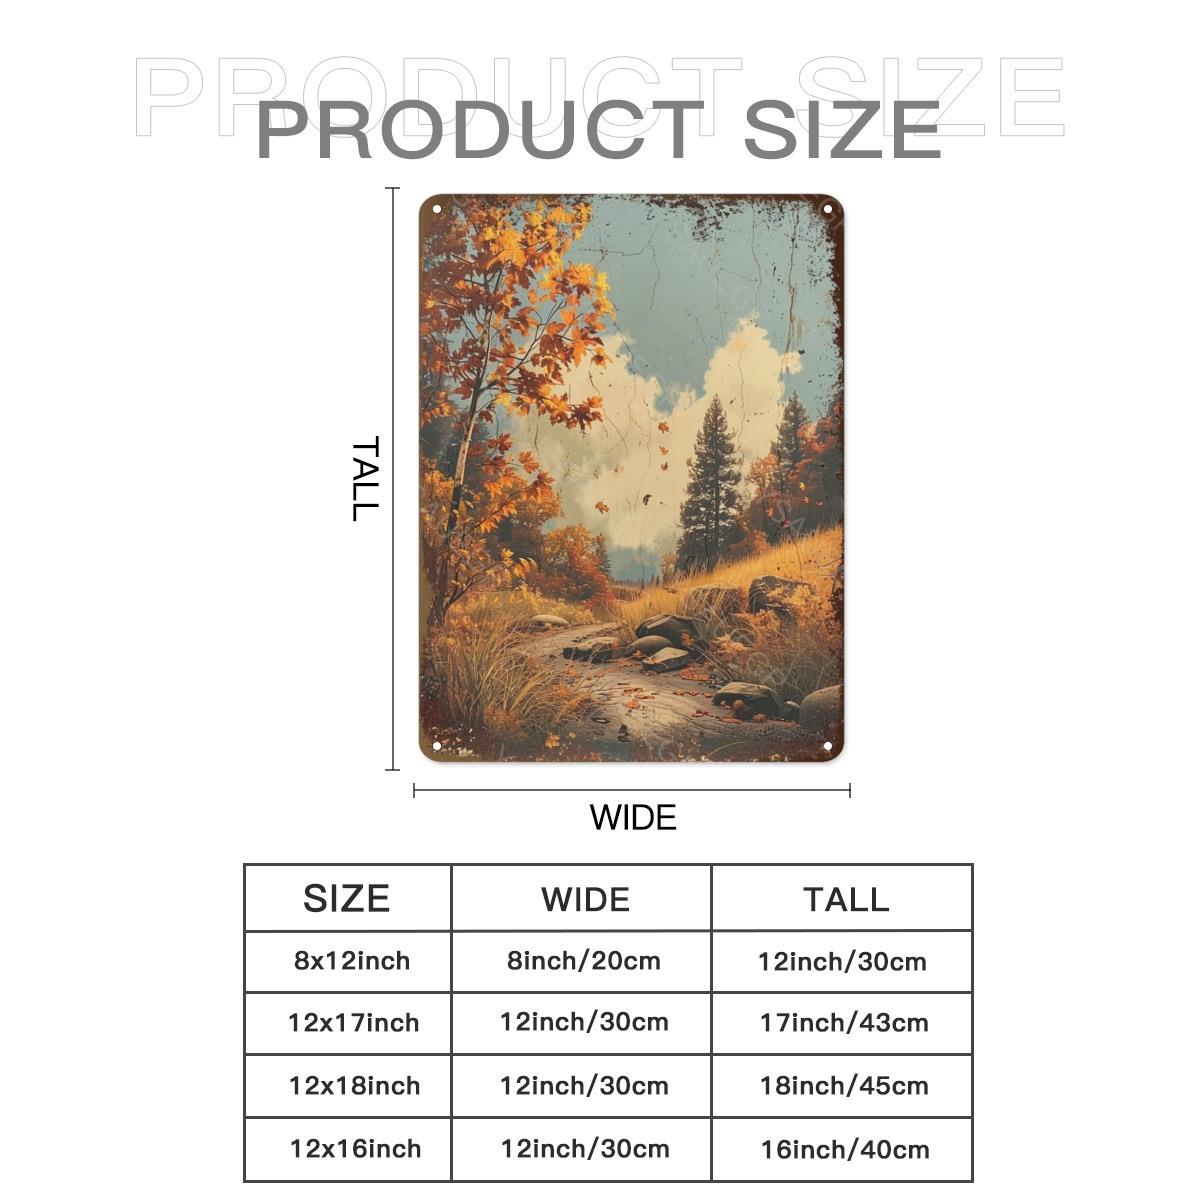 PRODUCT SIZE
PRODUCT SIZE
TALL
WIDE
SIZE WIDE TALL
8x12inch 8inch/20cm 12inch/30cm
12x17inch 12inch/30cm 17inch/43cm
12x18inch 12inch/30cm 18inch/45cm
12x16inch 12inch/30cm 16inch/40cm